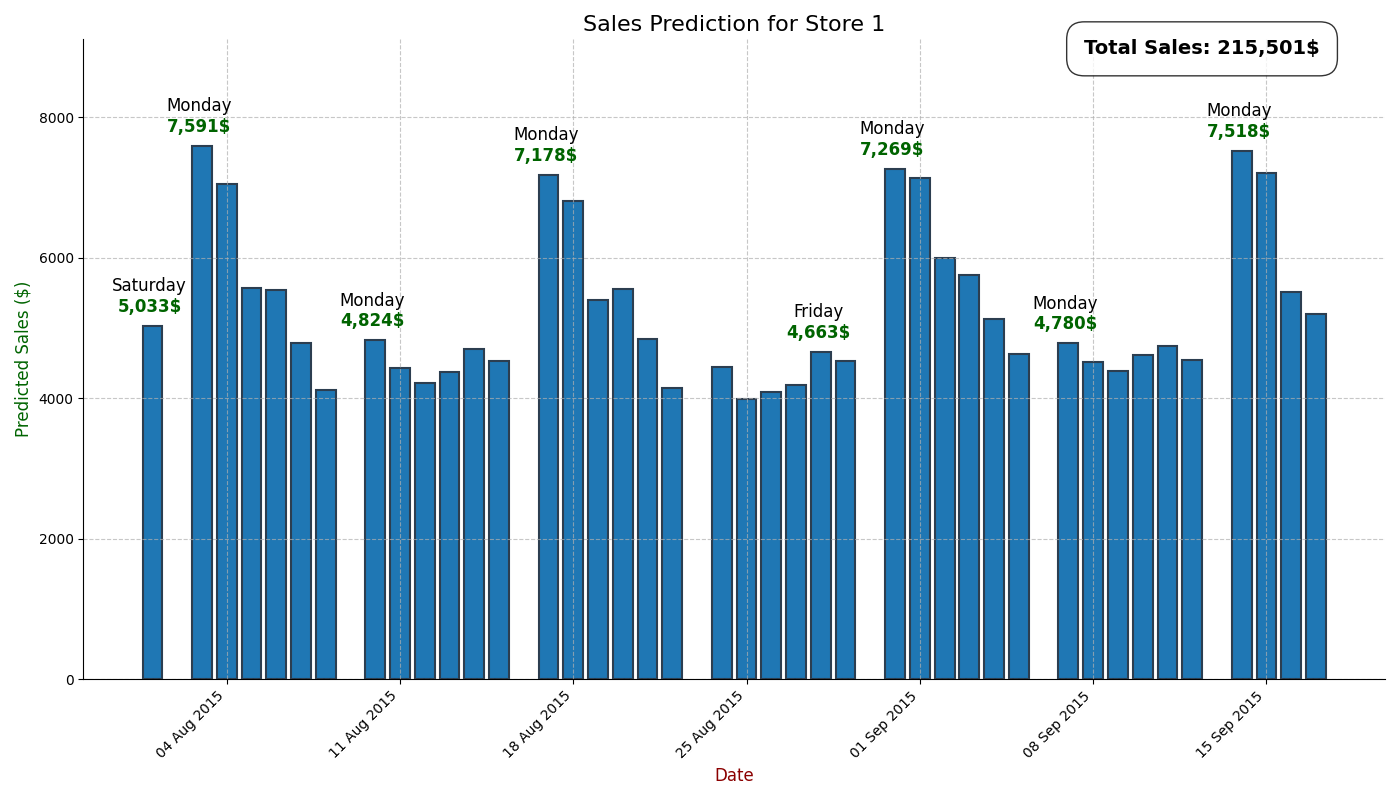 Sales Prediction for Store 1
Total Sales: 215,501$
Predicted Sales ($)
8000
6000
4000
2000
0
Saturday
5,033$
Monday
7,591$
Monday
4,824$
Monday
7,178$
Friday
4,663$
Monday
7,269$
Monday
4,780$
Monday
7,518$
04 Aug 2015
11 Aug 2015
18 Aug 2015
25 Aug 2015
01 Sep 2015
08 Sep 2015
15 Sep 2015
Date